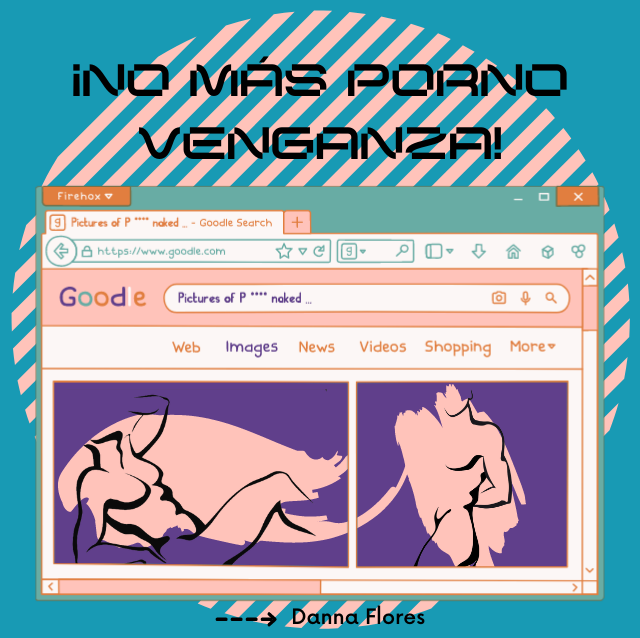 ¡NO MÁS PORNO
VENGANZA!
Firehox
g Pictures of P **** naked _ - Goodle Search +
https://www.goodle.com g
Goodle Pictures of P **** naked ...
Web Images News Videos Shopping More
Danna Flores